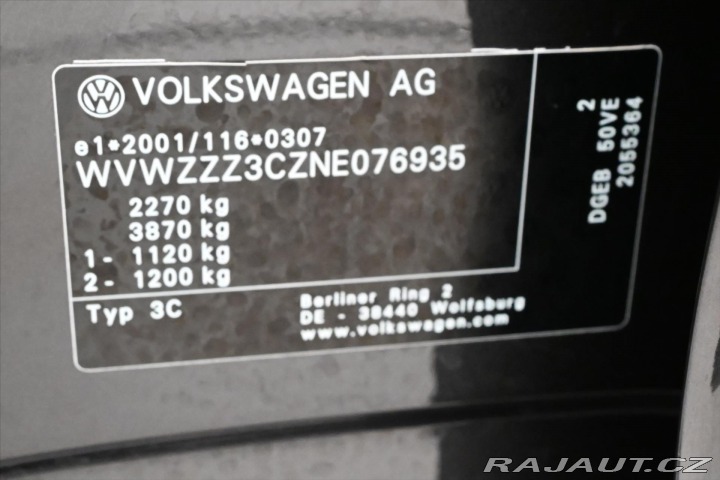 VOLKSWAGEN AG
e1*2001/116*0307
WVWZZZ3CZNE076935
2270 kg
3870 kg
1 - 1120 kg
2 - 1200 kg
Typ 3C
Berliner Ring 2
DE - 38440 Wolfsburg
www.volkswagen.com
2
DGEB 50VE
2055364
RAJAUT.CZ